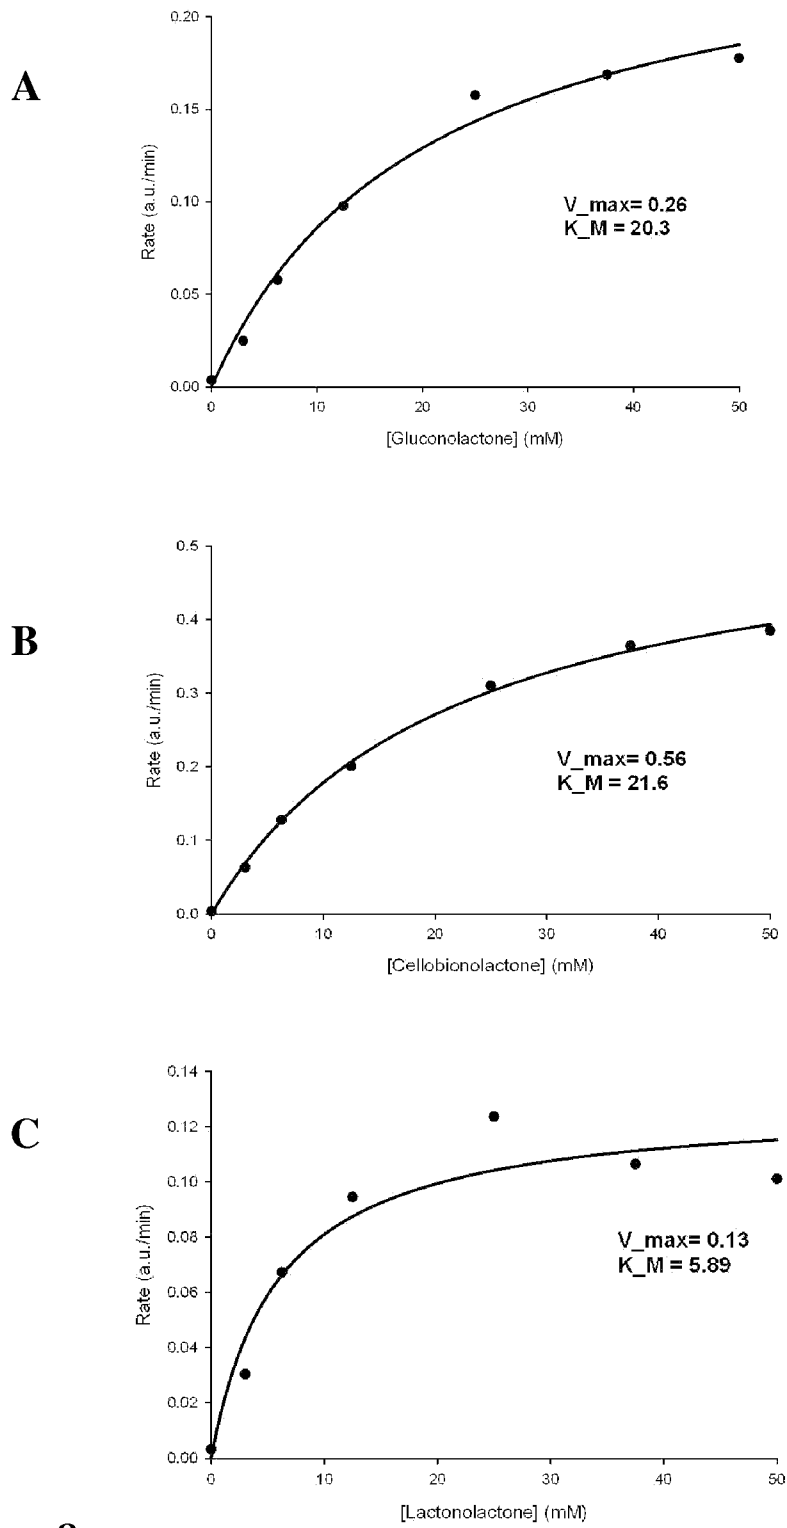 A
0.20
0.15
0.10
0.05
0.00
Rate (a.u./min)
V_max= 0.26
K_M = 20.3
0 10 20 30 40 50
[Gluconolactone] (mM)
B
0.5
0.4
0.3
0.2
0.1
0.0
Rate (a.u./min)
V_max= 0.56
K_M = 21.6
0 10 20 30 40 50
[Cellobionolactone] (mM)
C
0.14
0.12
0.10
0.08
0.06
0.04
0.02
0.00
Rate (a.u./min)
V_max= 0.13
K_M = 5.89
0 10 20 30 40 50
[Lactonolactone] (mM)